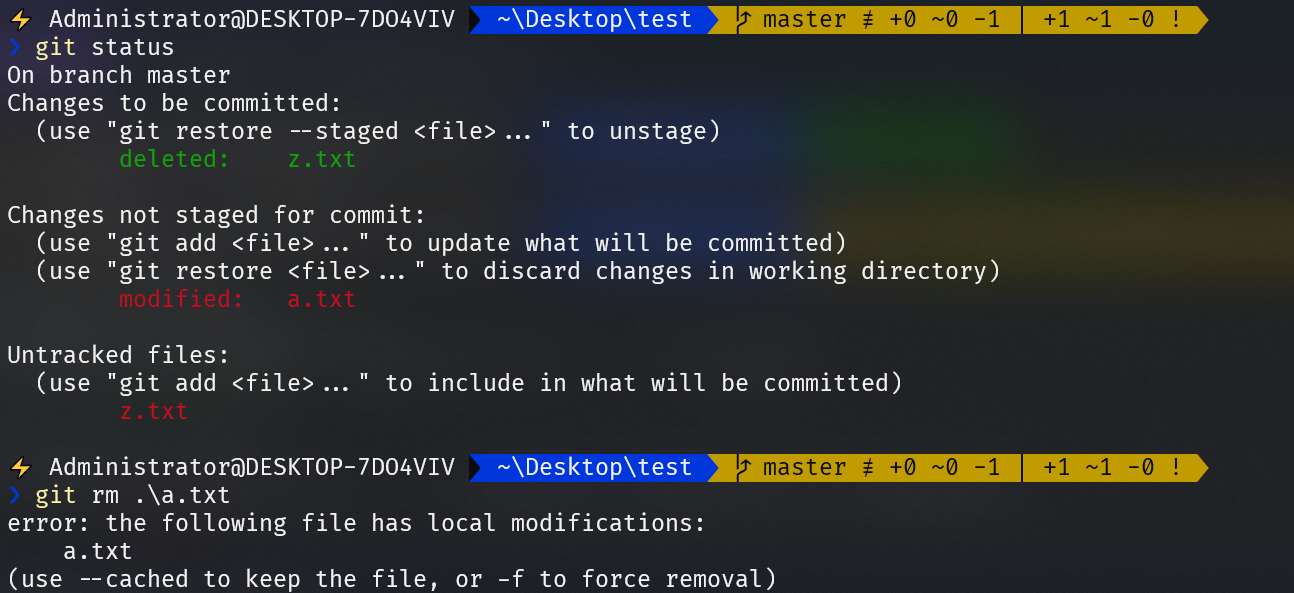 ⚡ Administrator@DESKTOP-7DO4VIV ~\Desktop\test master ≢ +0 ~0 -1 | +1 ~1 -0 !
❯ git status
On branch master
Changes to be committed:
  (use "git restore --staged <file>..." to unstage)
        deleted:    z.txt

Changes not staged for commit:
  (use "git add <file>..." to update what will be committed)
  (use "git restore <file>..." to discard changes in working directory)
        modified:   a.txt

Untracked files:
  (use "git add <file>..." to include in what will be committed)
        z.txt

⚡ Administrator@DESKTOP-7DO4VIV ~\Desktop\test master ≢ +0 ~0 -1 | +1 ~1 -0 !
❯ git rm .\a.txt
error: the following file has local modifications:
    a.txt
(use --cached to keep the file, or -f to force removal)